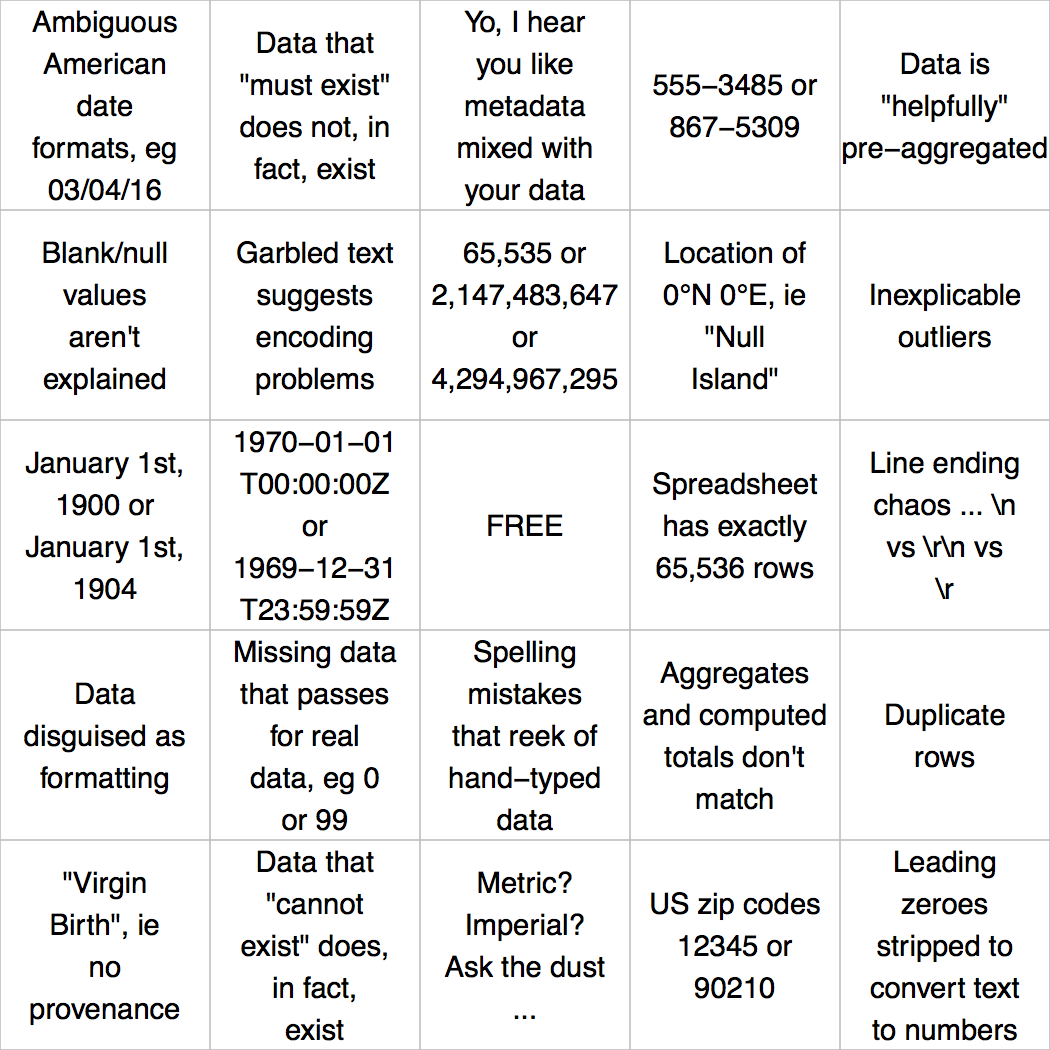 Ambiguous
American
date
formats, eg
03/04/16
Data that
"must exist"
does not, in
fact, exist
Yo, I hear
you like
metadata
mixed with
your data
555−3485 or
867−5309
Data is
"helpfully"
pre−aggregated
Blank/null
values
aren't
explained
Garbled text
suggests
encoding
problems
65,535 or
2,147,483,647
or
4,294,967,295
Location of
0°N 0°E, ie
"Null
Island"
Inexplicable
outliers
January 1st,
1900 or
January 1st,
1904
1970−01−01
T00:00:00Z
or
1969−12−31
T23:59:59Z
FREE
Spreadsheet
has exactly
65,536 rows
Line ending
chaos ... \n
vs \r\n vs
\r
Data
disguised as
formatting
Missing data
that passes
for real
data, eg 0
or 99
Spelling
mistakes
that reek of
hand−typed
data
Aggregates
and computed
totals don't
match
Duplicate
rows
"Virgin
Birth", ie
no
provenance
Data that
"cannot
exist" does,
in fact,
exist
Metric?
Imperial?
Ask the dust
...
US zip codes
12345 or
90210
Leading
zeroes
stripped to
convert text
to numbers